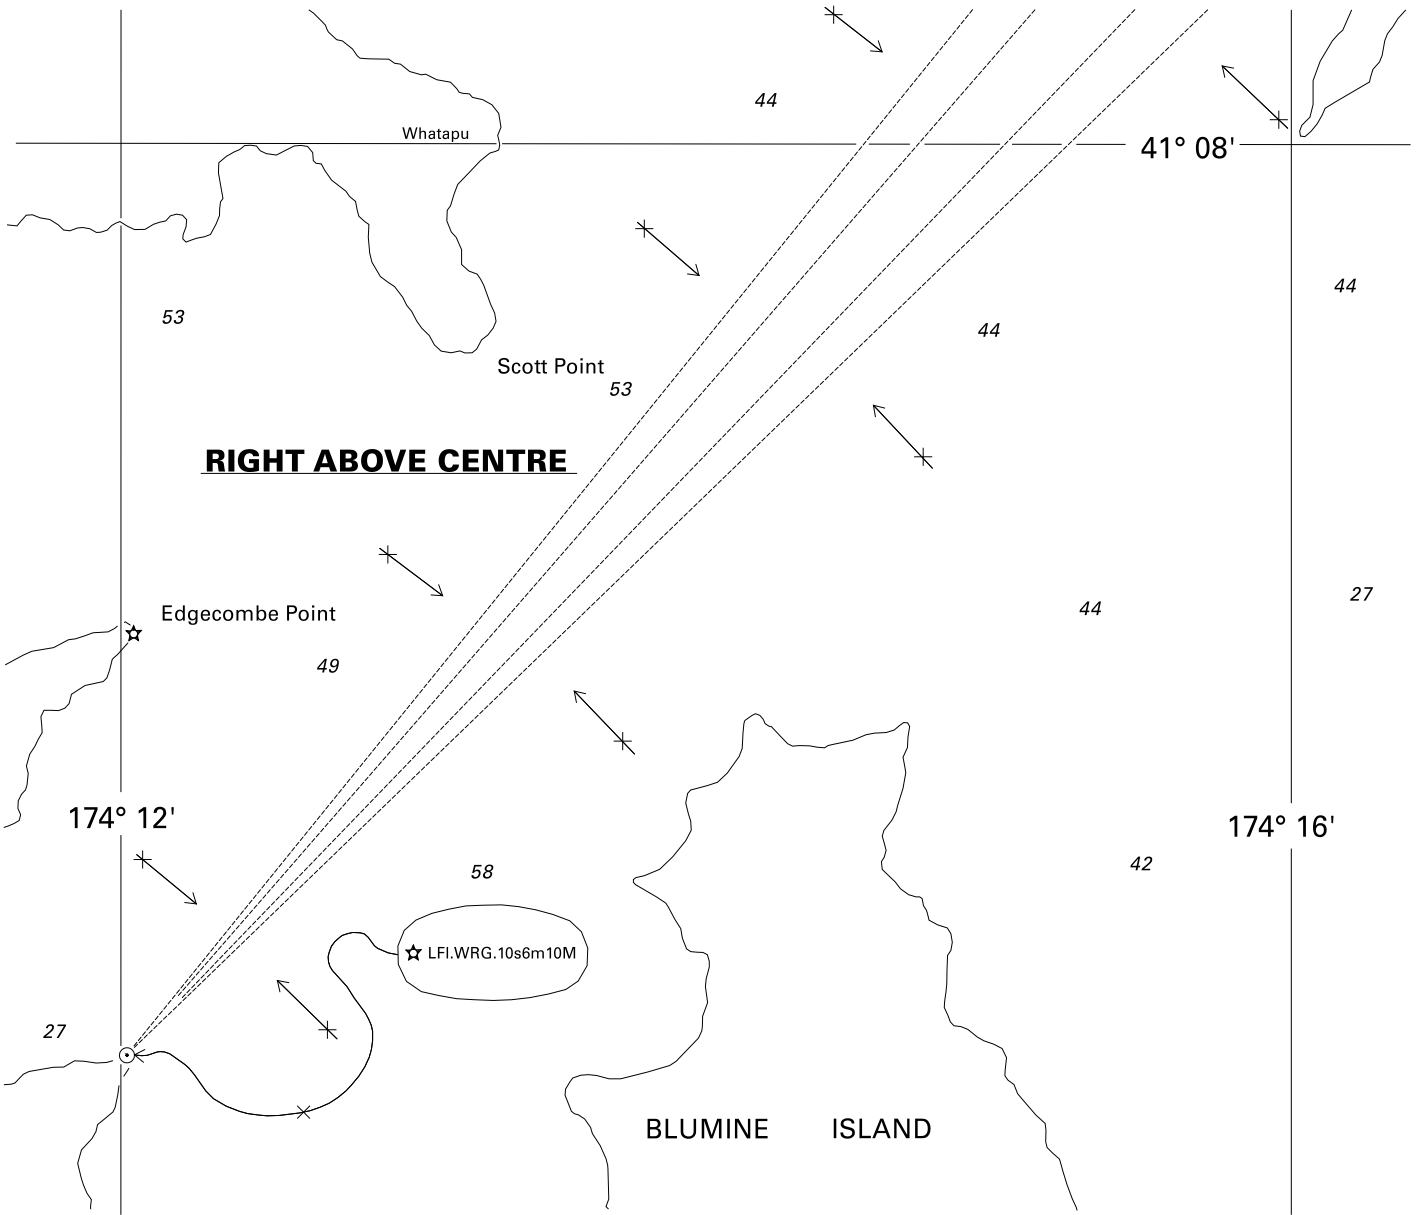 44
Whatapu
41° 08'
53
44
44
Scott Point
53
RIGHT ABOVE CENTRE
Edgecombe Point
44
27
49
174° 12'
174° 16'
58
42
LFl.WRG.10s6m10M
27
BLUMINE ISLAND